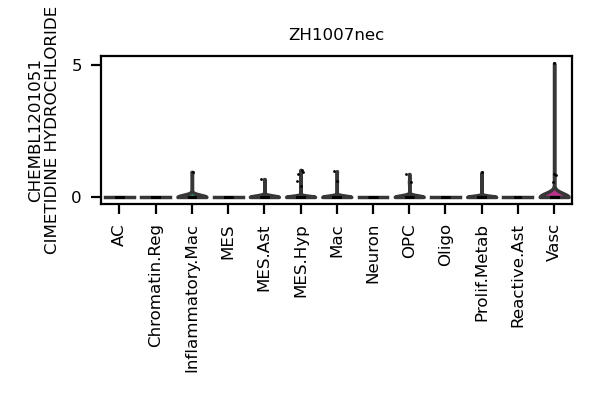 ZH1007nec
CHEMBL1201051
CIMETIDINE HYDROCHLORIDE
5
0
AC
Chromatin.Reg
Inflammatory.Mac
MES
MES.Ast
MES.Hyp
Mac
Neuron
OPC
Oligo
Prolif.Metab
Reactive.Ast
Vasc